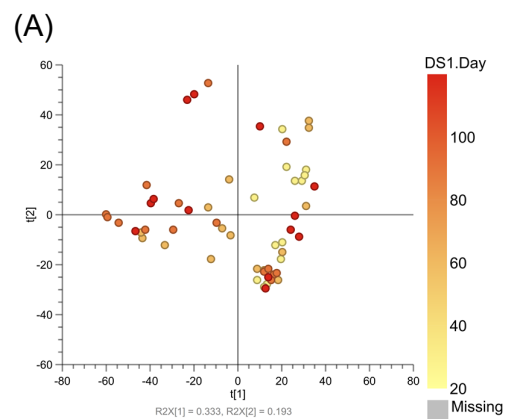 (A)
DS1.Day
60
40
20
0
-20
-40
-60
t[2]
-80 -60 -40 -20 0 20 40 60 80
t[1]
R2X[1] = 0.333, R2X[2] = 0.193
100
80
60
40
20
Missing